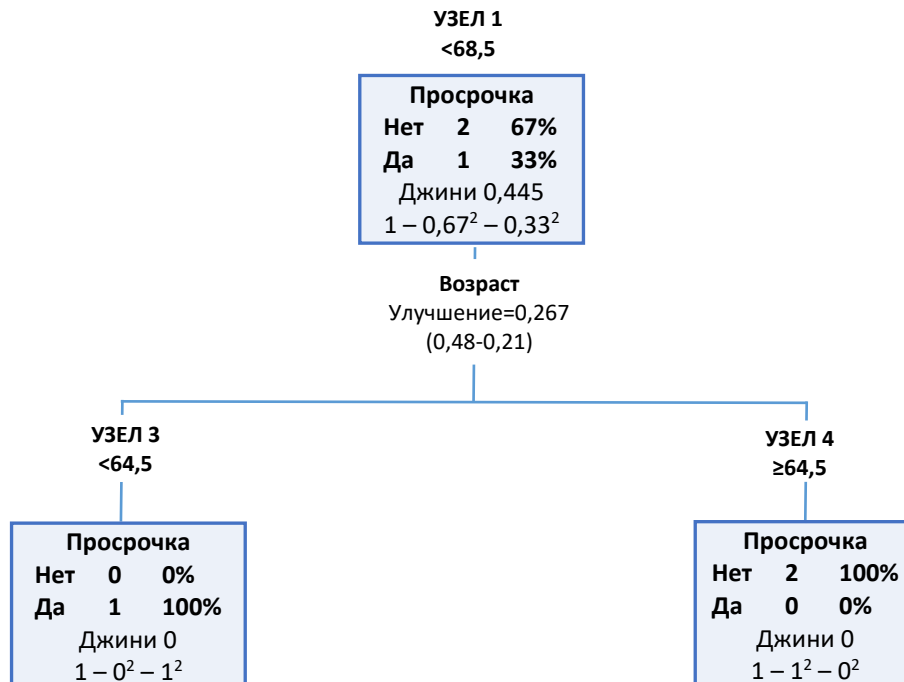 УЗЕЛ 1
<68,5
Просрочка
Нет 2 67%
Да 1 33%
Джини 0,445
1 – 0,67² – 0,33²
Возраст
Улучшение=0,267
(0,48-0,21)
УЗЕЛ 3
<64,5
Просрочка
Нет 0 0%
Да 1 100%
Джини 0
1 – 0² – 1²
УЗЕЛ 4
≥64,5
Просрочка
Нет 2 100%
Да 0 0%
Джини 0
1 – 1² – 0²